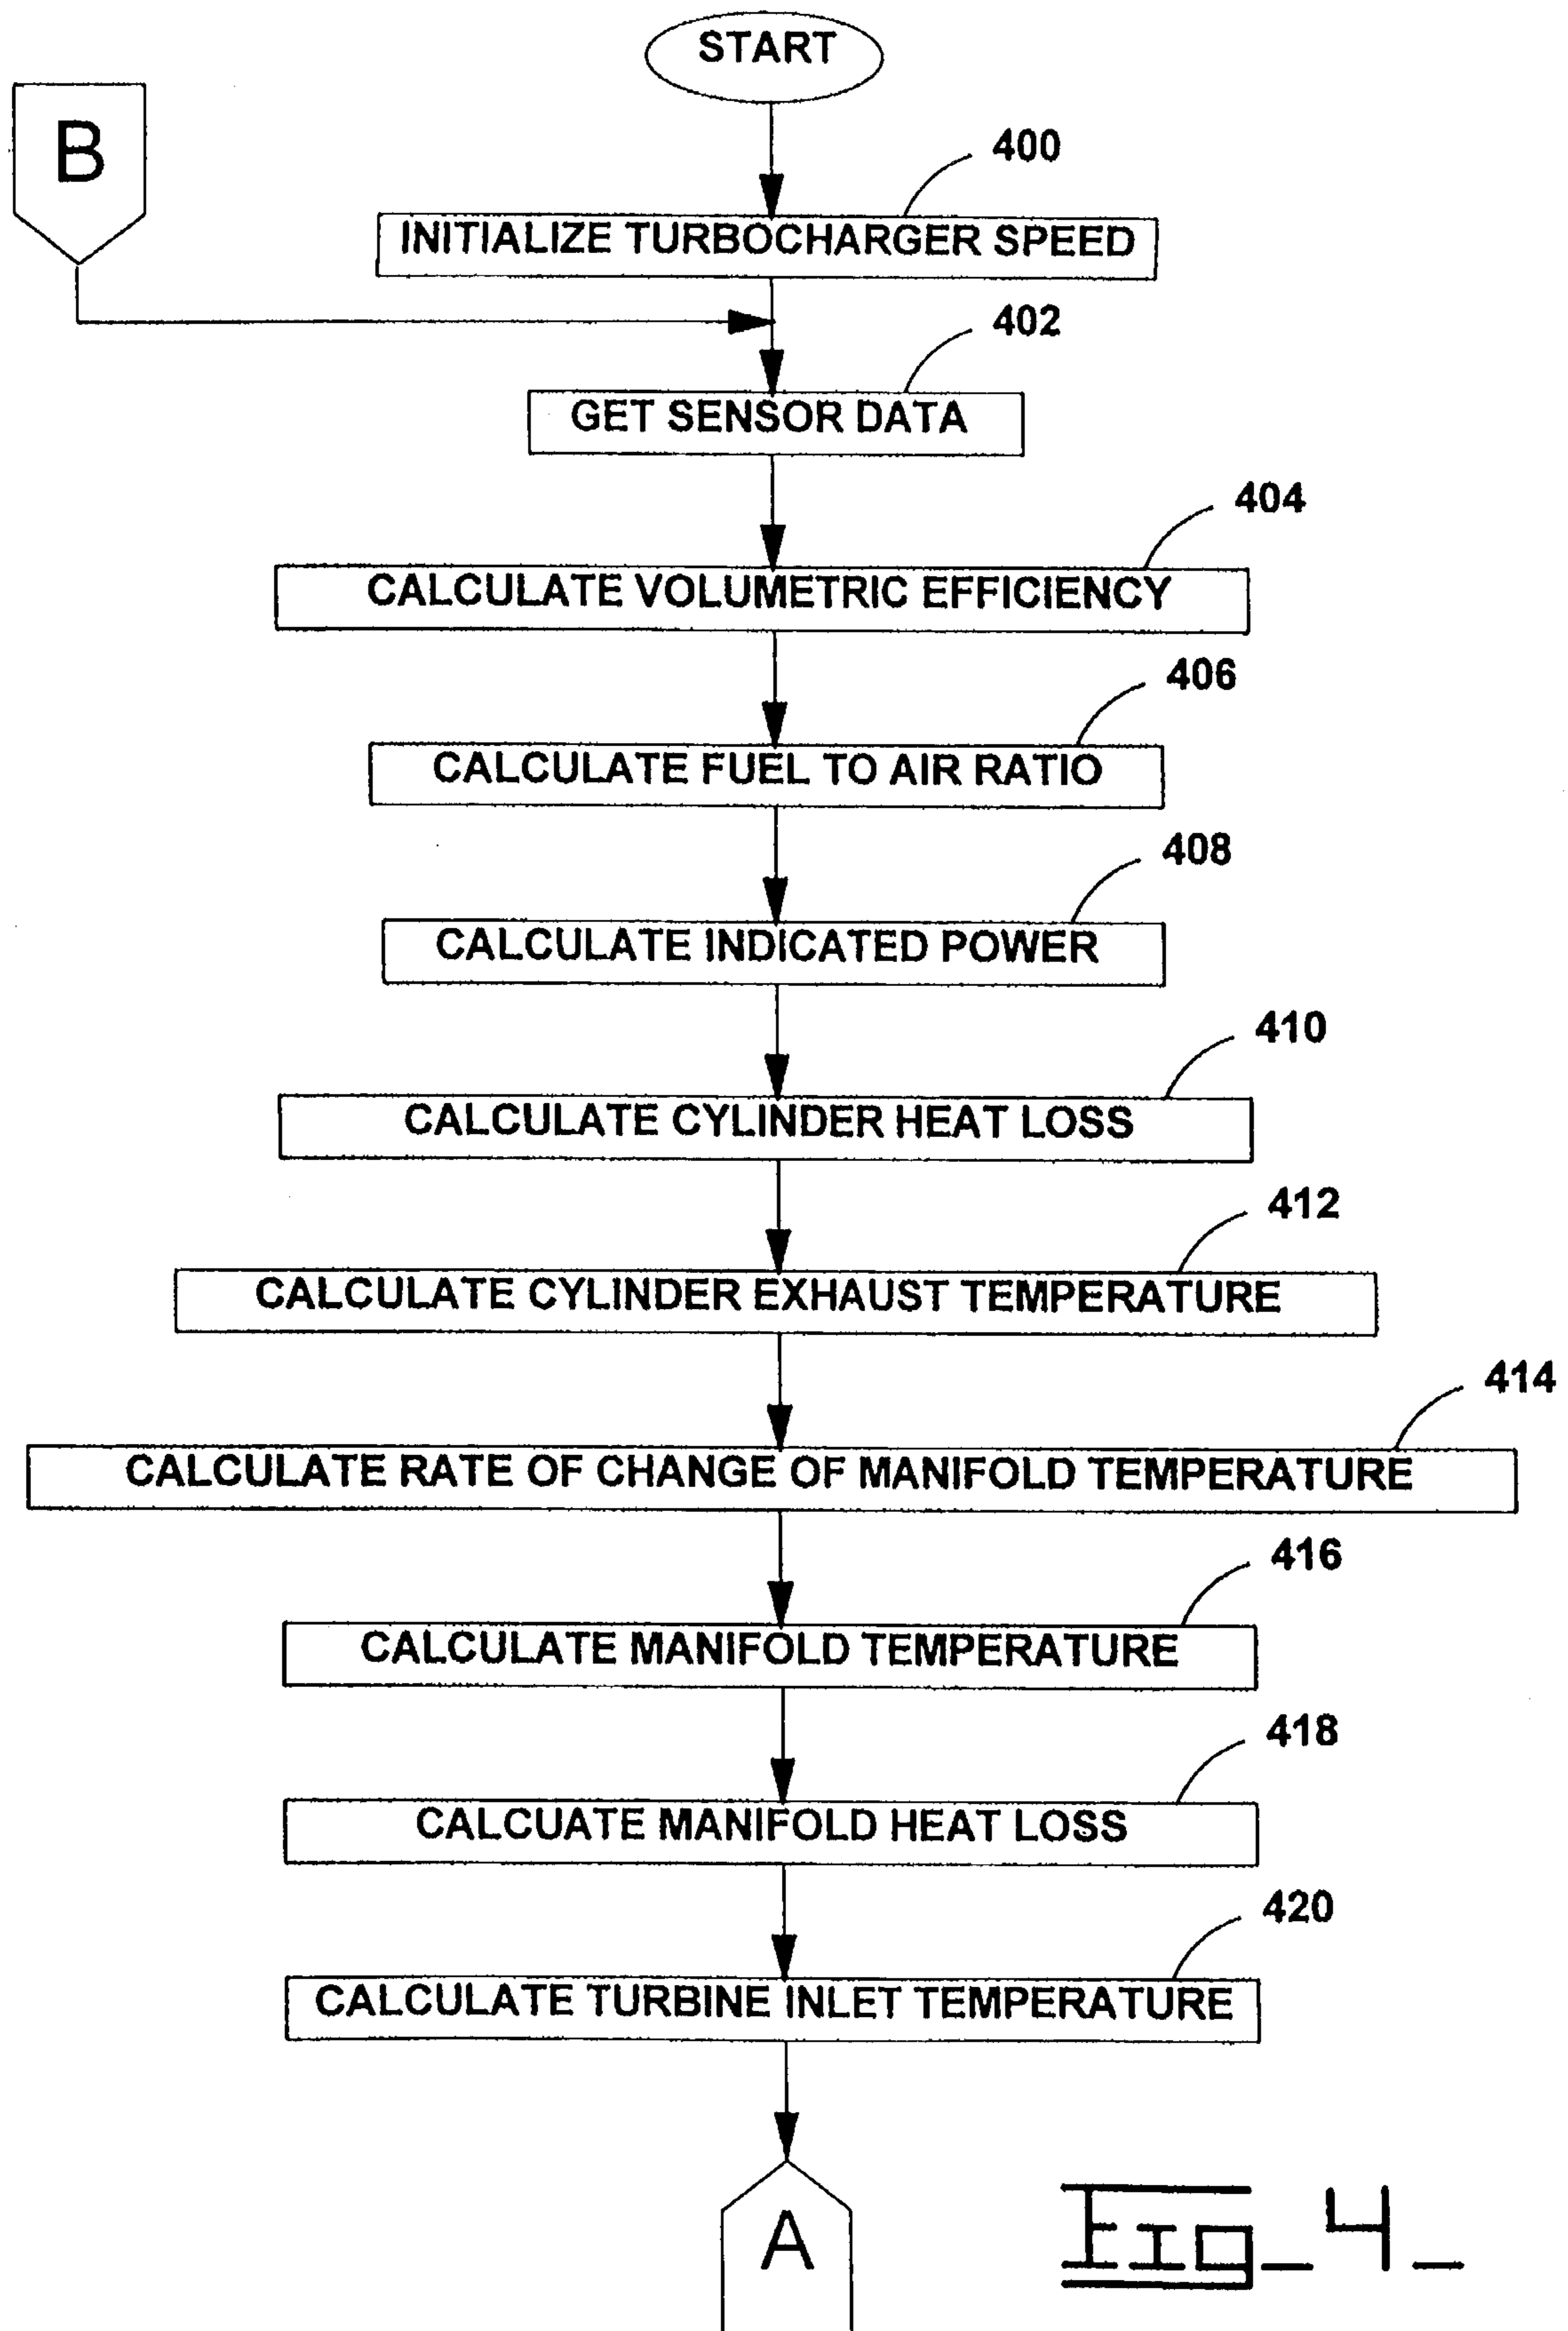 START
B
400
INITIALIZE TURBOCHARGER SPEED
402
GET SENSOR DATA
404
CALCULATE VOLUMETRIC EFFICIENCY
406
CALCULATE FUEL TO AIR RATIO
408
CALCULATE INDICATED POWER
410
CALCULATE CYLINDER HEAT LOSS
412
CALCULATE CYLINDER EXHAUST TEMPERATURE
414
CALCULATE RATE OF CHANGE OF MANIFOLD TEMPERATURE
416
CALCULATE MANIFOLD TEMPERATURE
418
CALCUATE MANIFOLD HEAT LOSS
420
CALCULATE TURBINE INLET TEMPERATURE
A
Fig_4_